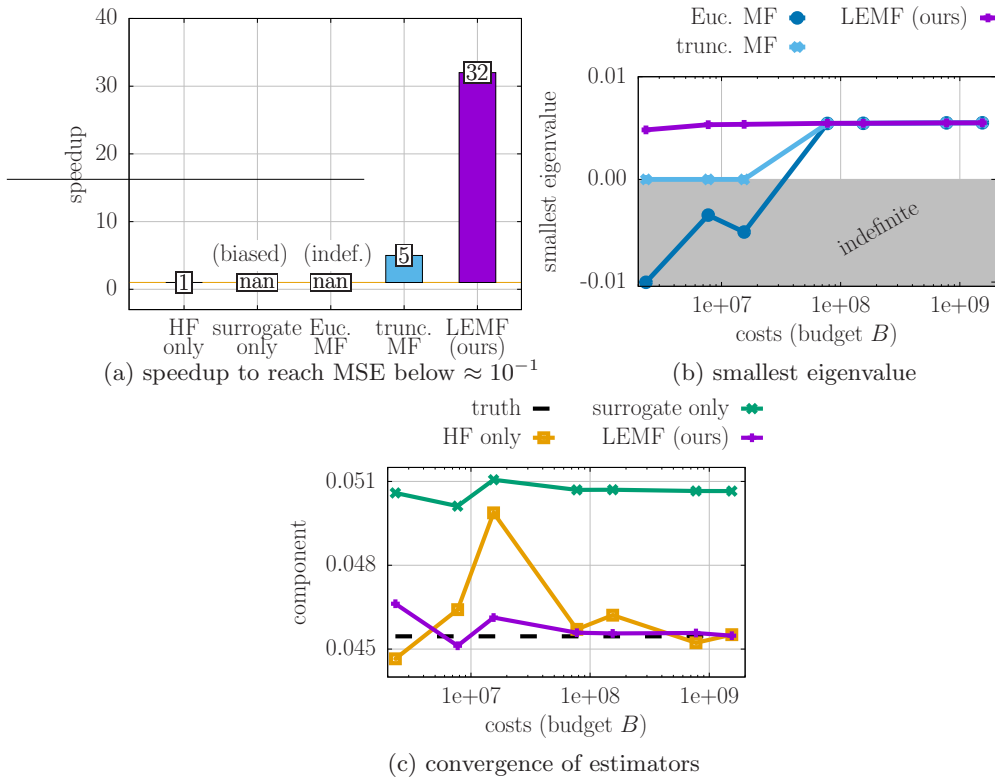 40
30
20
10
0
speedup
(biased) (indef.)
1
nan
nan
5
32
HF only
surrogate only
Euc. MF
trunc. MF
LEMF (ours)
(a) speedup to reach MSE below ≈ 10⁻¹
Euc. MF
trunc. MF
LEMF (ours)
0.01
0.00
-0.01
smallest eigenvalue
indefinite
1e+07 1e+08 1e+09
costs (budget B)
(b) smallest eigenvalue
truth
HF only
surrogate only
LEMF (ours)
0.051
0.048
0.045
component
1e+07 1e+08 1e+09
costs (budget B)
(c) convergence of estimators